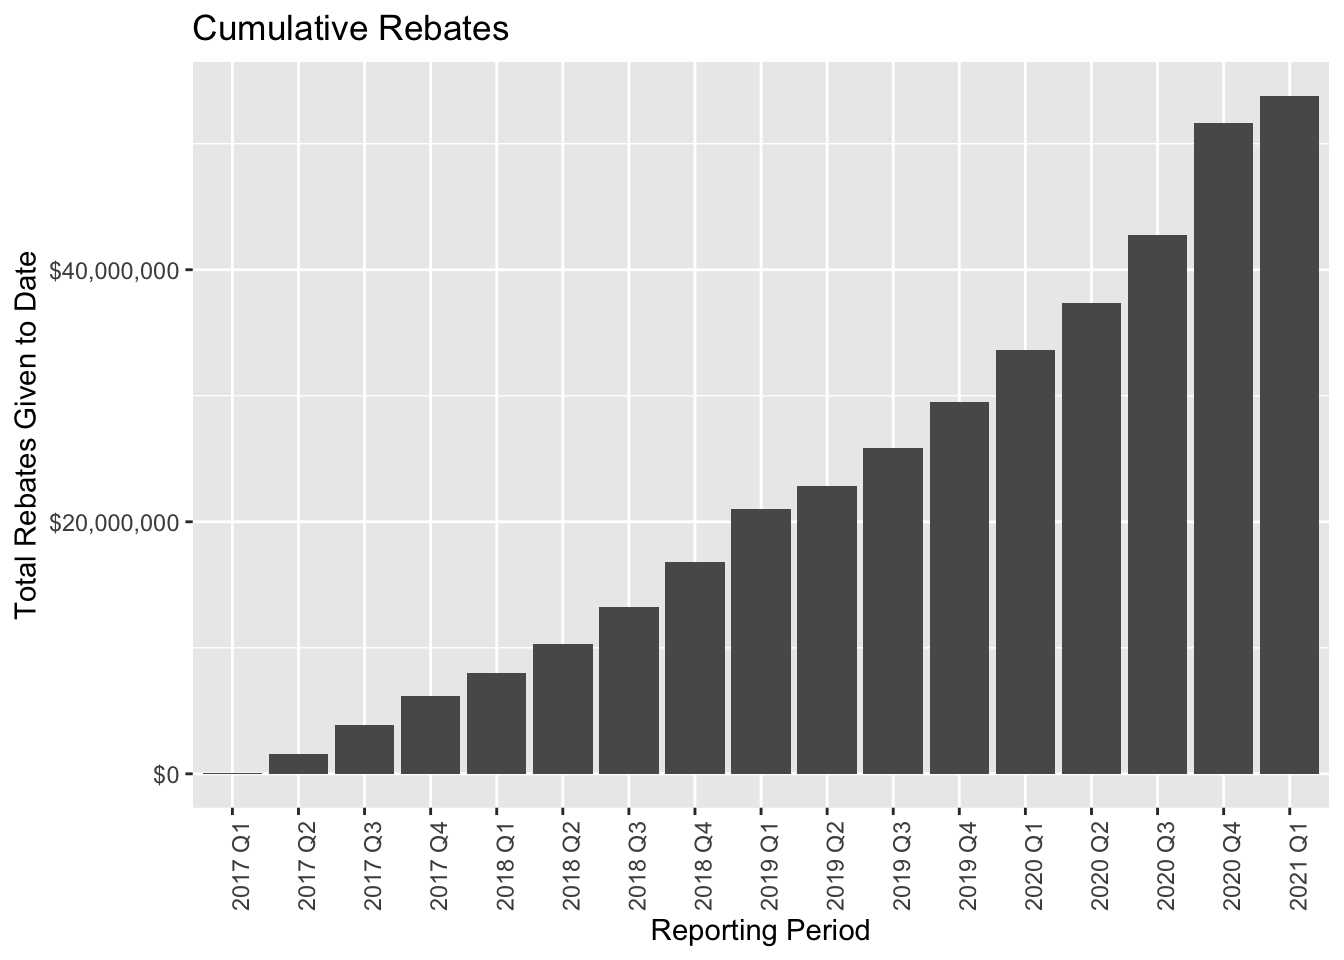 Cumulative Rebates
Total Rebates Given to Date
$40,000,000
$20,000,000
$0
2017 Q1
2017 Q2
2017 Q3
2017 Q4
2018 Q1
2018 Q2
2018 Q3
2018 Q4
2019 Q1
2019 Q2
2019 Q3
2019 Q4
2020 Q1
2020 Q2
2020 Q3
2020 Q4
2021 Q1
Reporting Period